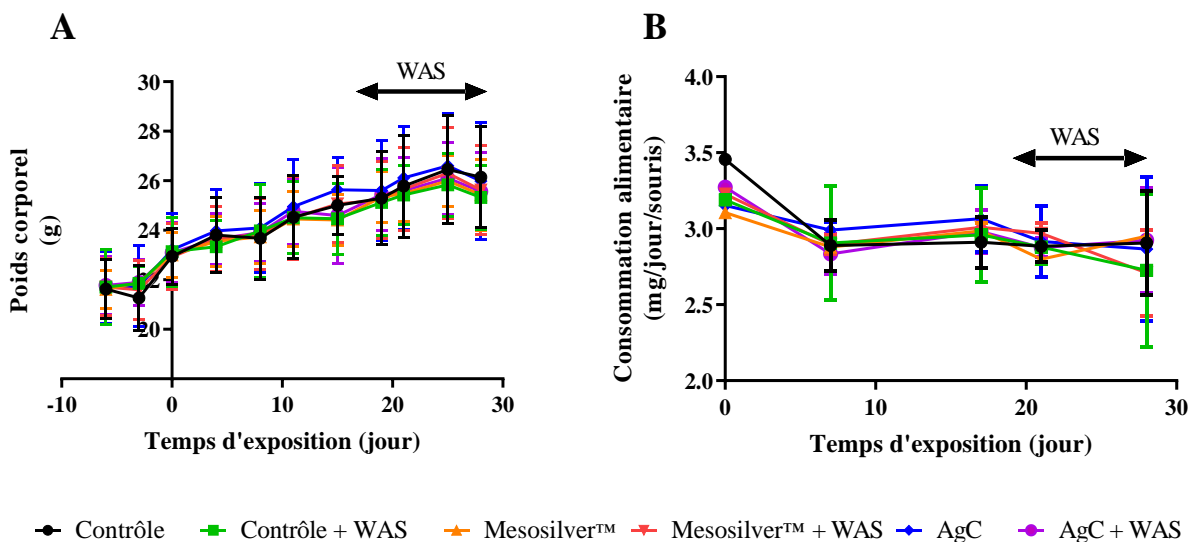 A
WAS
30
28
26
24
22
20
-10
0
10
20
30
Poids corporel
(g)
Temps d'exposition (jour)
B
WAS
4.0
3.5
3.0
2.5
2.0
0
10
20
30
Consommation alimentaire
(mg/jour/souris)
Temps d'exposition (jour)
Contrôle
Contrôle + WAS
Mesosilver™
Mesosilver™ + WAS
AgC
AgC + WAS